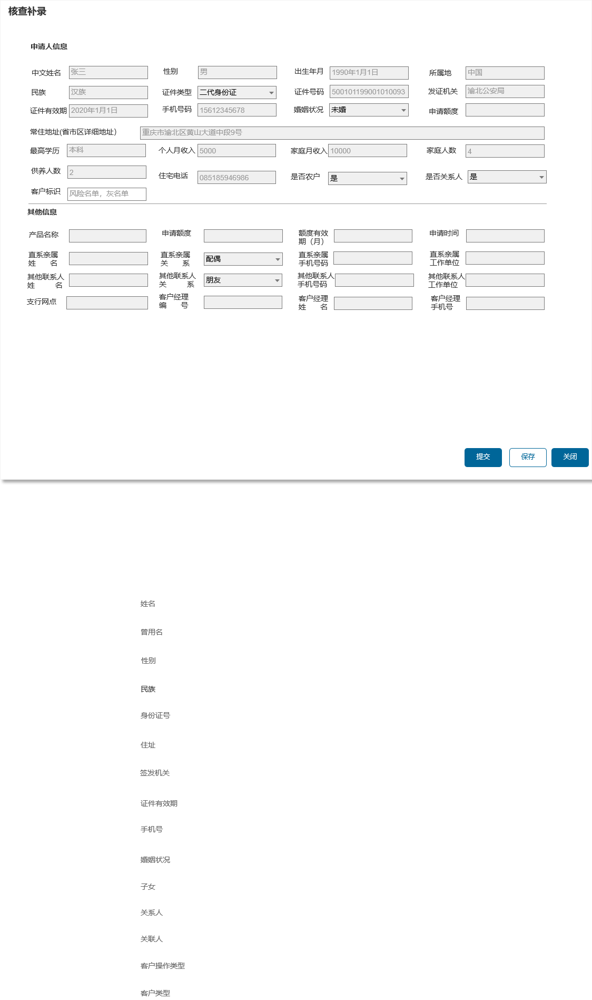 核查补录
申请人信息
中文姓名 张三 性别 男 出生年月 1990年1月1日 所属地 中国
民族 汉族 证件类型 二代身份证 证件号码 500101199001010093 发证机关 渝北公安局
证件有效期 2020年1月1日 手机号码 15612345678 婚姻状况 未婚 申请额度
常住地址(省市区详细地址） 重庆市渝北区黄山大道中段9号
最高学历 本科 个人月收入 5000 家庭月收入 10000 家庭人数 4
供养人数 2 住宅电话 085185946986 是否农户 是 是否关系人 是
客户标识 风险名单，灰名单
其他信息
产品名称 申请额度 额度有效期（月） 申请时间
直系亲属姓 名 直系亲属关 系 配偶 直系亲属手机号码 直系亲属工作单位
其他联系人姓 名 其他联系人关 系 朋友 其他联系人手机号码 其他联系人工作单位
支行网点 客户经理编 号 客户经理姓 名 客户经理手机号
提交 保存 关闭
姓名
曾用名
性别
民族
身份证号
住址
签发机关
证件有效期
手机号
婚姻状况
子女
关系人
关联人
客户操作类型
客户类型